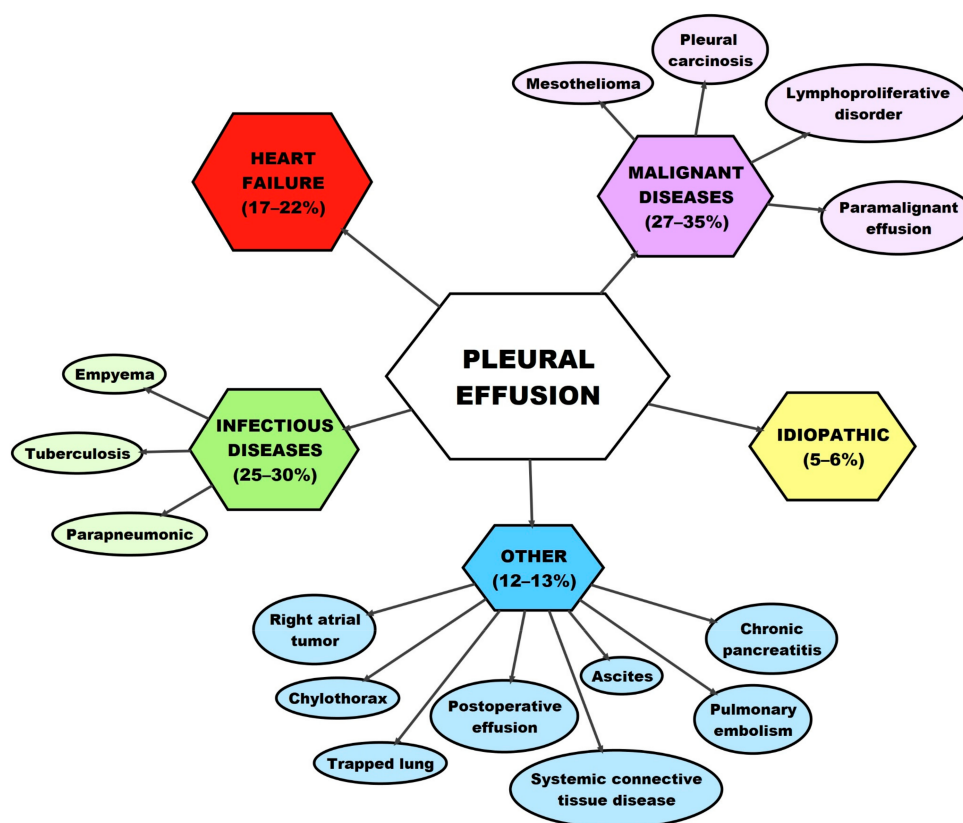 Pleural
carcinosis
Mesothelioma
Lymphoproliferative
disorder
HEART
FAILURE
(17–22%)
MALIGNANT
DISEASES
(27–35%)
Paramalignant
effusion
PLEURAL
EFFUSION
Empyema
Tuberculosis
Parapneumonic
INFECTIOUS
DISEASES
(25–30%)
IDIOPATHIC
(5–6%)
OTHER
(12–13%)
Right atrial
tumor
Chylothorax
Trapped lung
Postoperative
effusion
Systemic connective
tissue disease
Ascites
Pulmonary
embolism
Chronic
pancreatitis